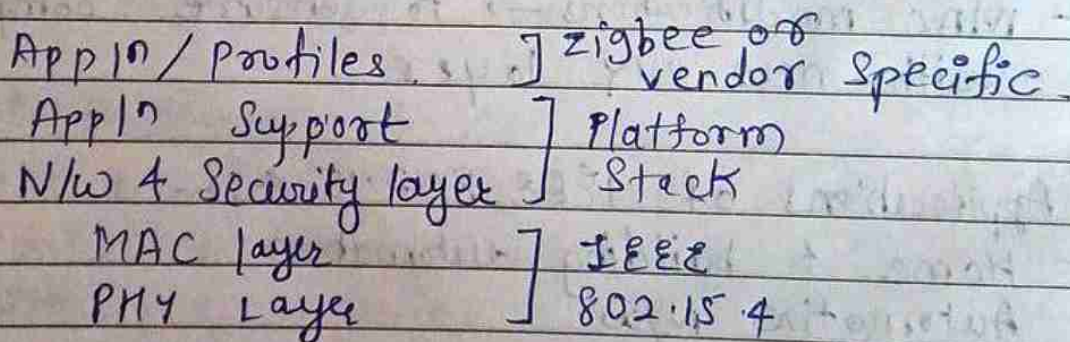 Appln / Profiles ] zigbee or
vendor specific
Appln Support ] Platform
N/w & Security layer ] Stack
MAC layer ] IEEE
PHY Layer ] 802.15.4